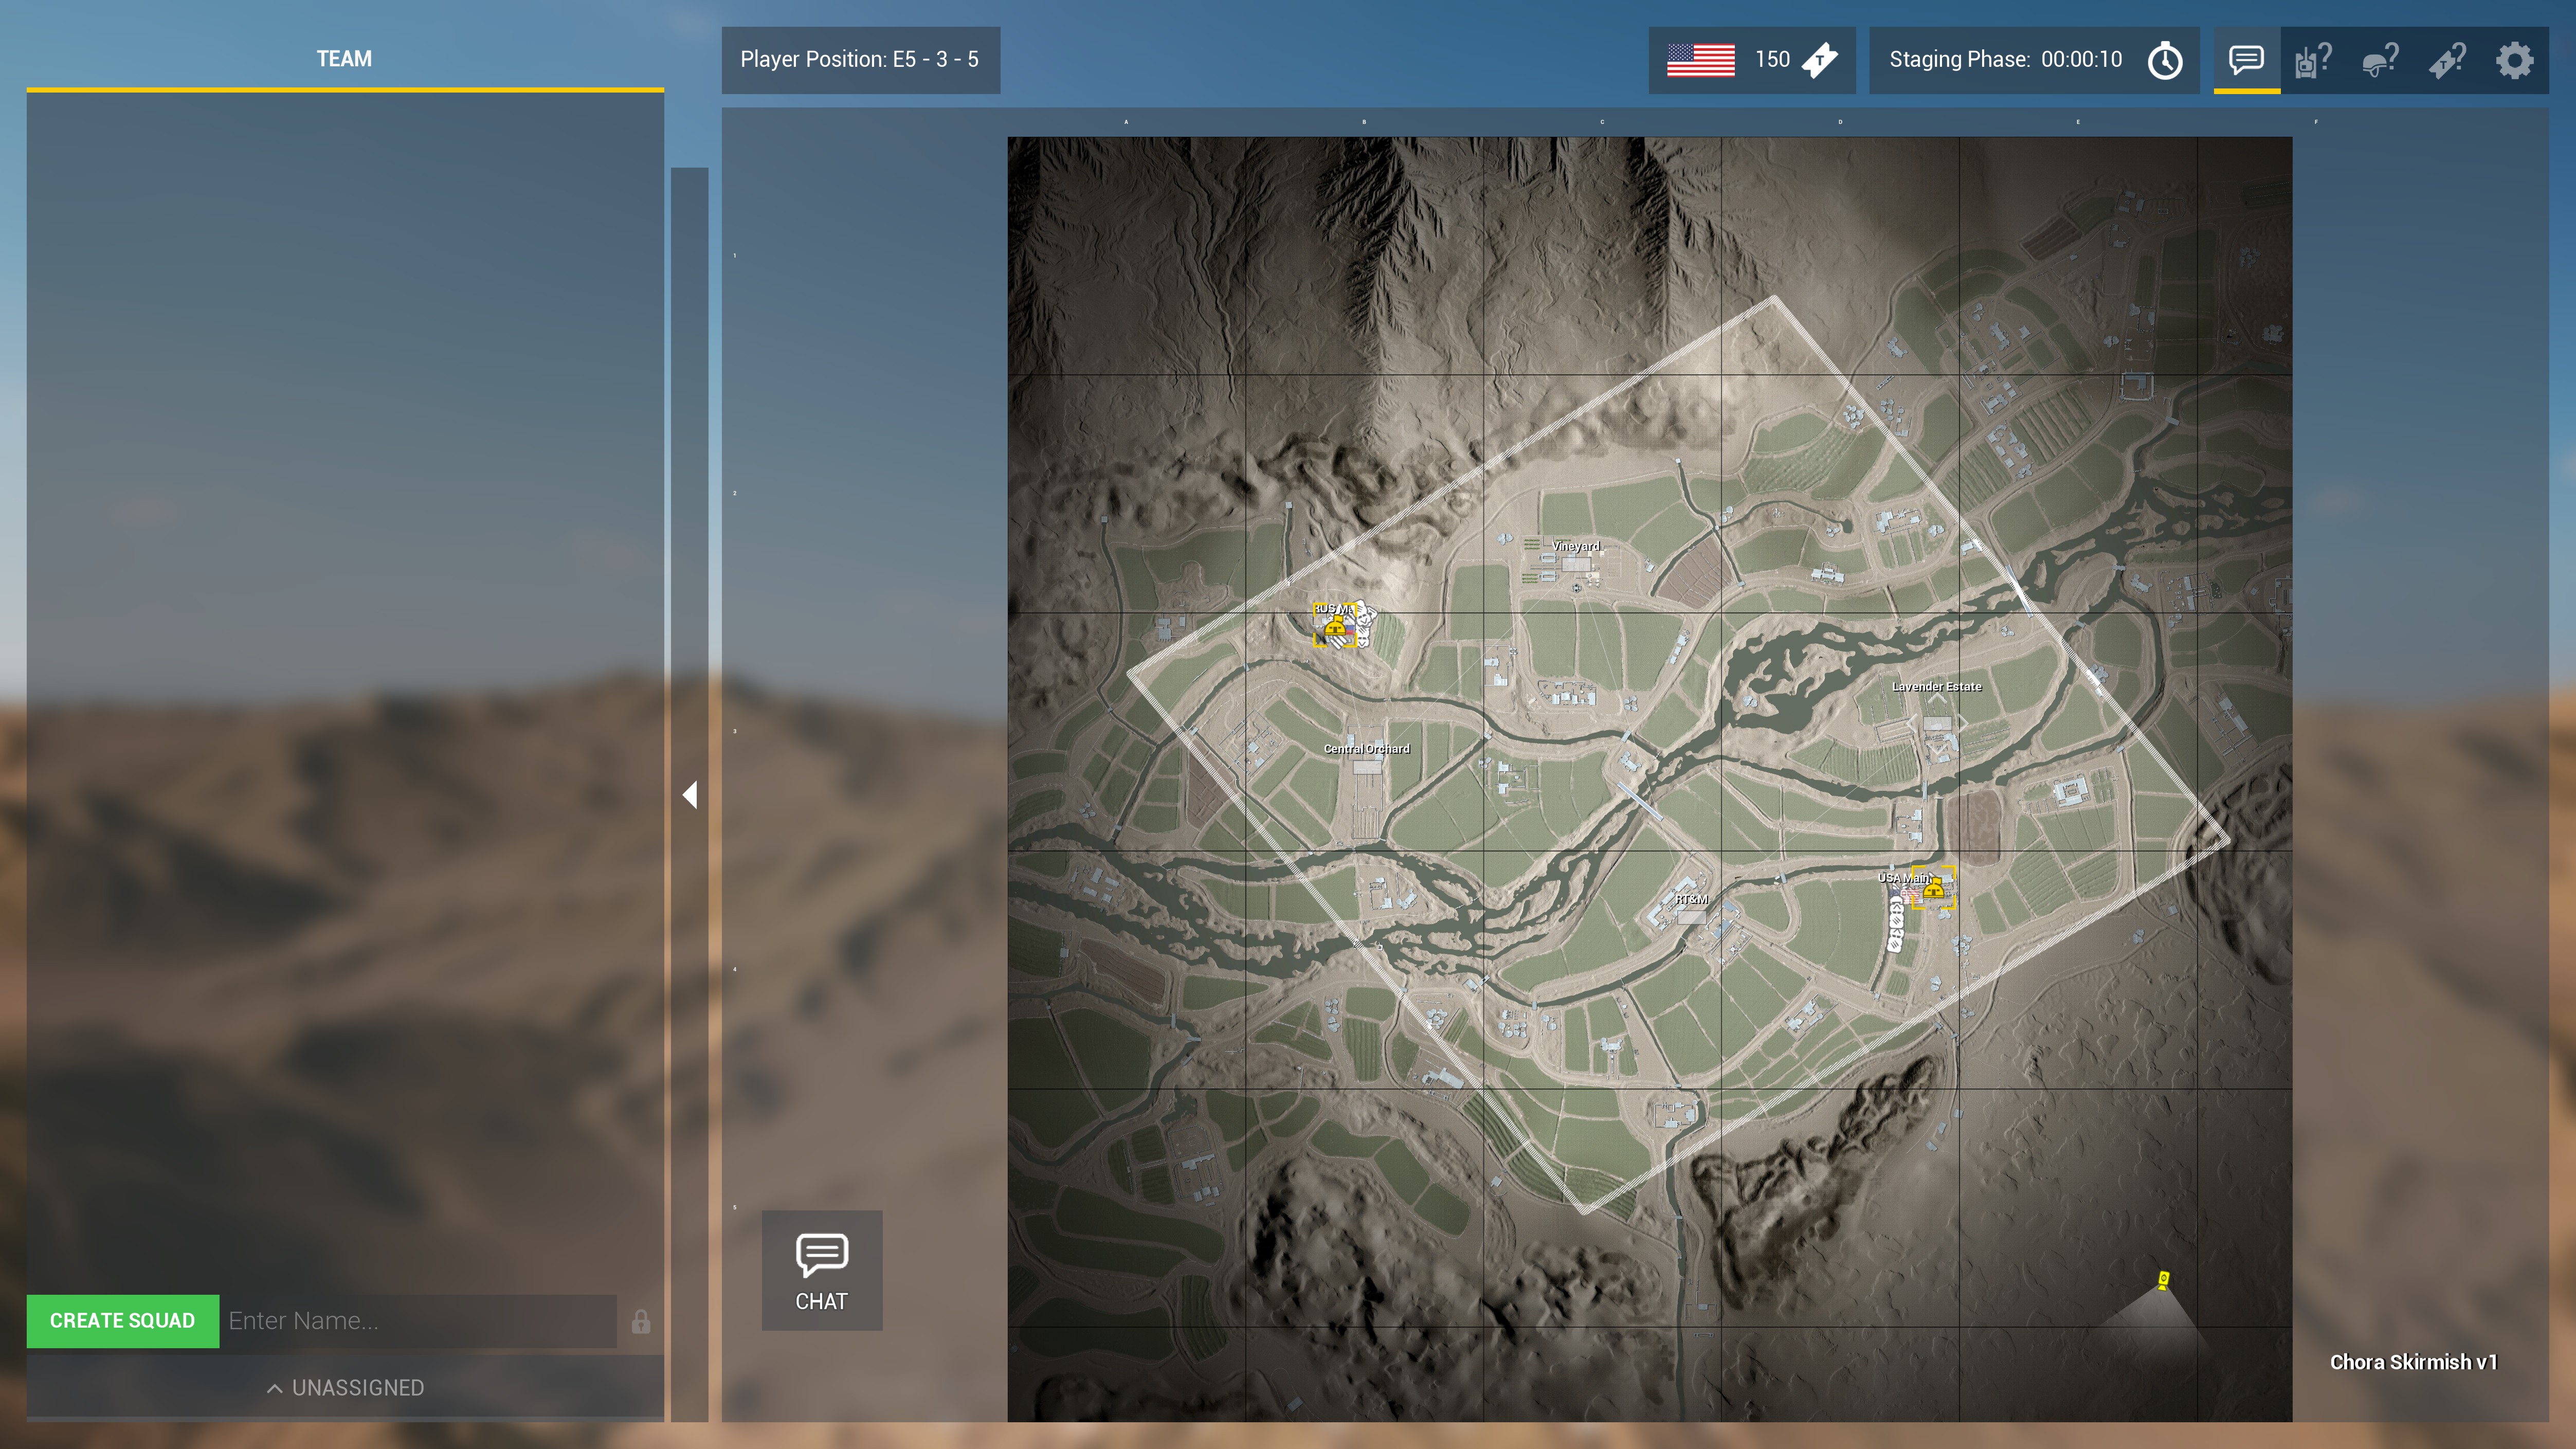 TEAM
Player Position: E5 - 3 - 5
150
Staging Phase: 00:00:10
A B C D E F
1
2
3
4
5
Vineyard
RUS Ma
Lavender Estate
Central Orchard
USA Main
RT&M
CHAT
CREATE SQUAD
Enter Name...
UNASSIGNED
Chora Skirmish v1